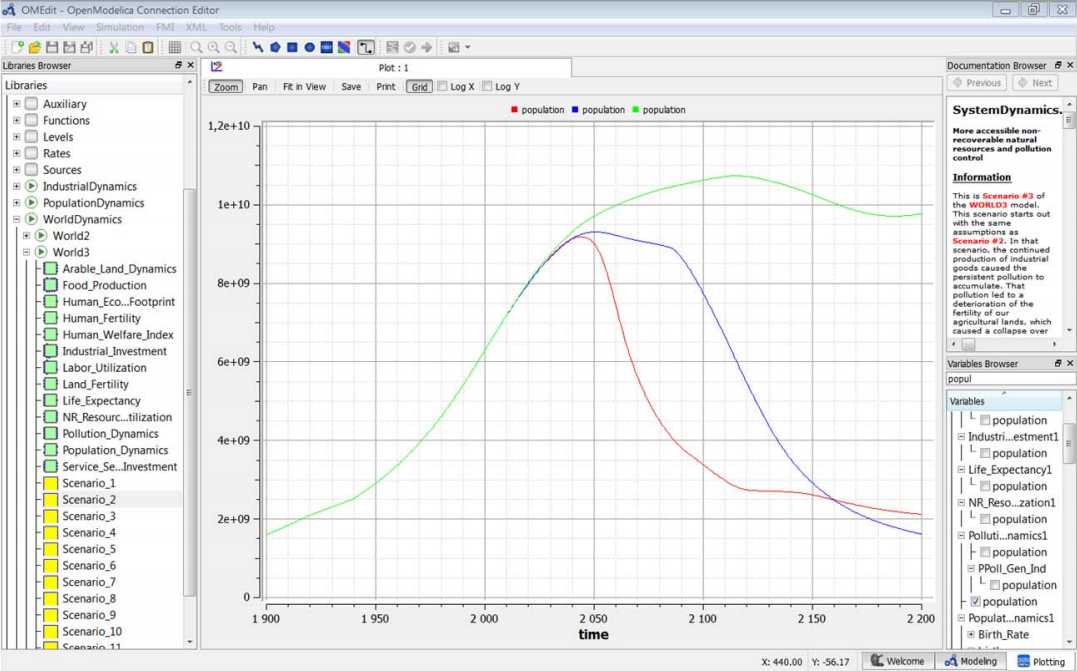 OMEdit - OpenModelica Connection Editor
File Edit View Simulation FMI XML Tools Help
Libraries Browser
Libraries
Auxiliary
Functions
Levels
Rates
Sources
IndustrialDynamics
PopulationDynamics
WorldDynamics
World2
World3
Arable_Land_Dynamics
Food_Production
Human_Eco...Footprint
Human_Fertility
Human_Welfare_Index
Industrial_Investment
Labor_Utilization
Land_Fertility
Life_Expectancy
NR_Resourc...tilization
Pollution_Dynamics
Population_Dynamics
Service_Se...Investment
Scenario_1
Scenario_2
Scenario_3
Scenario_4
Scenario_5
Scenario_6
Scenario_7
Scenario_8
Scenario_9
Scenario_10
Scenario_11
Plot : 1
Zoom Pan Fit in View Save Print Grid Log X Log Y
population population population
1,2e+10
1e+10
8e+09
6e+09
4e+09
2e+09
0
1 900 1 950 2 000 2 050 2 100 2 150 2 200
time
Documentation Browser
Previous Next
SystemDynamics.
More accessible non-
recoverable natural
resources and pollution
control
Information
This is Scenario #3 of
the WORLD3 model.
This scenario starts out
with the same
assumptions as
Scenario #2. In that
scenario, the continued
production of industrial
goods caused the
persistent pollution to
accumulate. That
pollution led to a
deterioration of the
fertility of our
agricultural lands, which
caused a collapse over
Variables Browser
popul
Variables
population
Industri...estment1
population
Life_Expectancy1
population
NR_Reso...zation1
population
Polluti...namics1
population
PPoll_Gen_Ind
population
population
Populat...namics1
Birth_Rate
X: 440.00 Y: -56.17 Welcome Modeling Plotting